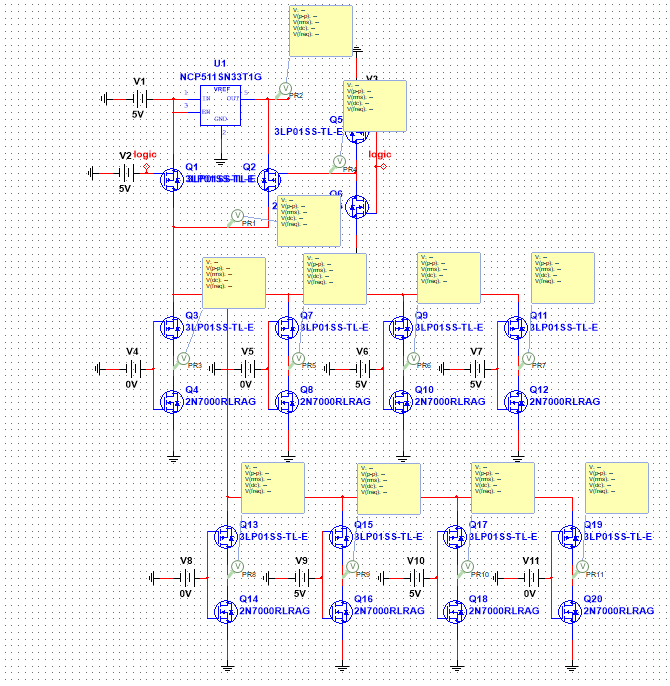 V: --
V(p-p): --
V(rms): --
V(dc): --
V(freq): --
U1
NCP511SN33T1G
VREF
IN OUT
EN
GND
1
3
5
2
V1
5V
PR2
V3
V: --
V(p-p): --
V(rms): --
V(dc): --
V(freq): --
Q5
3LP01SS-TL-E
V2
5V
logic
Q1
3LP01SS-TL-E
Q2
3LP01SS-TL-E
PR4
logic
Q6
V: --
V(p-p): --
V(rms): --
V(dc): --
V(freq): --
PR1
V: --
V(p-p): --
V(rms): --
V(dc): --
V(freq): --
V: --
V(p-p): --
V(rms): --
V(dc): --
V(freq): --
V: --
V(p-p): --
V(rms): --
V(dc): --
V(freq): --
V: --
V(p-p): --
V(rms): --
V(dc): --
V(freq): --
Q3
3LP01SS-TL-E
Q7
3LP01SS-TL-E
Q9
3LP01SS-TL-E
Q11
3LP01SS-TL-E
V4
0V
PR3
V5
0V
PR5
V6
5V
PR6
V7
5V
PR7
Q4
2N7000RLRAG
Q8
2N7000RLRAG
Q10
2N7000RLRAG
Q12
2N7000RLRAG
V: --
V(p-p): --
V(rms): --
V(dc): --
V(freq): --
V: --
V(p-p): --
V(rms): --
V(dc): --
V(freq): --
V: --
V(p-p): --
V(rms): --
V(dc): --
V(freq): --
V: --
V(p-p): --
V(rms): --
V(dc): --
V(freq): --
Q13
3LP01SS-TL-E
Q15
3LP01SS-TL-E
Q17
3LP01SS-TL-E
Q19
3LP01SS-TL-E
V8
0V
PR8
V9
5V
PR9
V10
5V
PR10
V11
0V
PR11
Q14
2N7000RLRAG
Q16
2N7000RLRAG
Q18
2N7000RLRAG
Q20
2N7000RLRAG